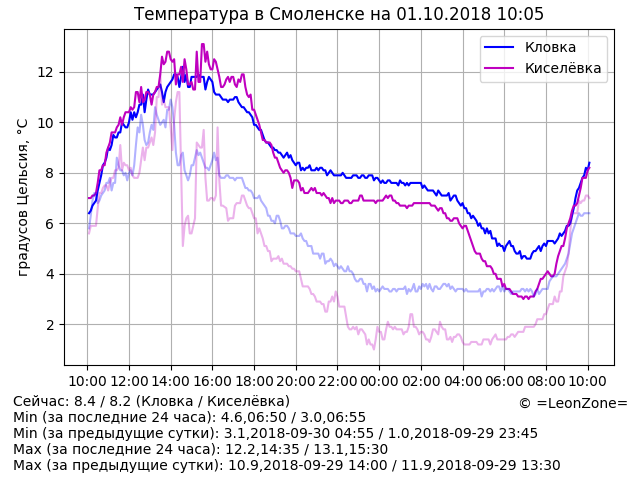 Температура в Смоленске на 01.10.2018 10:05
Кловка
Киселёвка
градусов Цельсия, °C
12
10
8
6
4
2
10:00 12:00 14:00 16:00 18:00 20:00 22:00 00:00 02:00 04:00 06:00 08:00 10:00
Сейчас: 8.4 / 8.2 (Кловка / Киселёвка)
© =LeonZone=
Min (за последние 24 часа): 4.6,06:50 / 3.0,06:55
Min (за предыдущие сутки): 3.1,2018-09-30 04:55 / 1.0,2018-09-29 23:45
Max (за последние 24 часа): 12.2,14:35 / 13.1,15:30
Max (за предыдущие сутки): 10.9,2018-09-29 14:00 / 11.9,2018-09-29 13:30